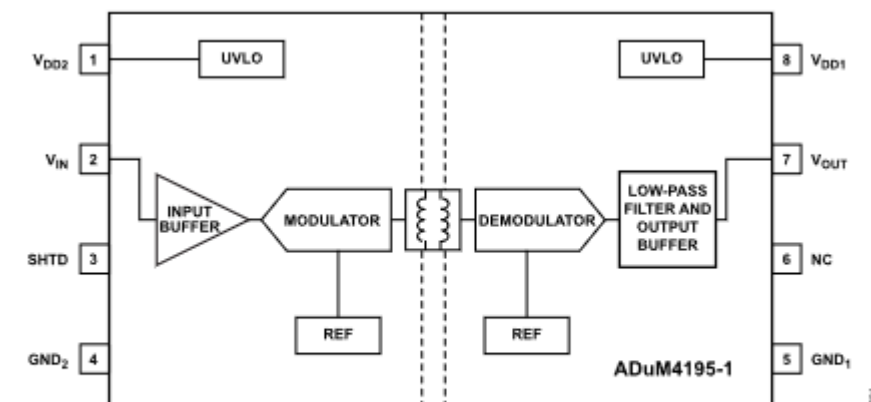 UVLO
UVLO
VDD2 1
8 VDD1
VIN 2
7 VOUT
LOW-PASS
FILTER AND
OUTPUT
BUFFER
INPUT
BUFFER
MODULATOR
DEMODULATOR
SHTD 3
6 NC
REF
REF
GND2 4
5 GND1
ADuM4195-1